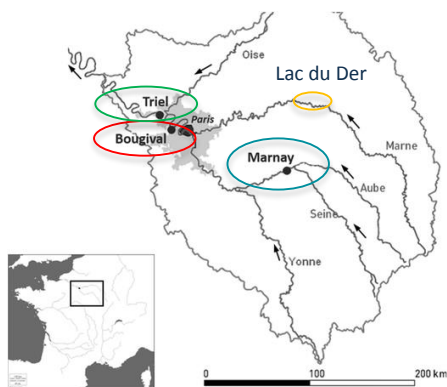 Oise
Lac du Der
Triel
Paris
Bougival
Marnay
Marne
Aube
Seine
Yonne
0 100 200 km